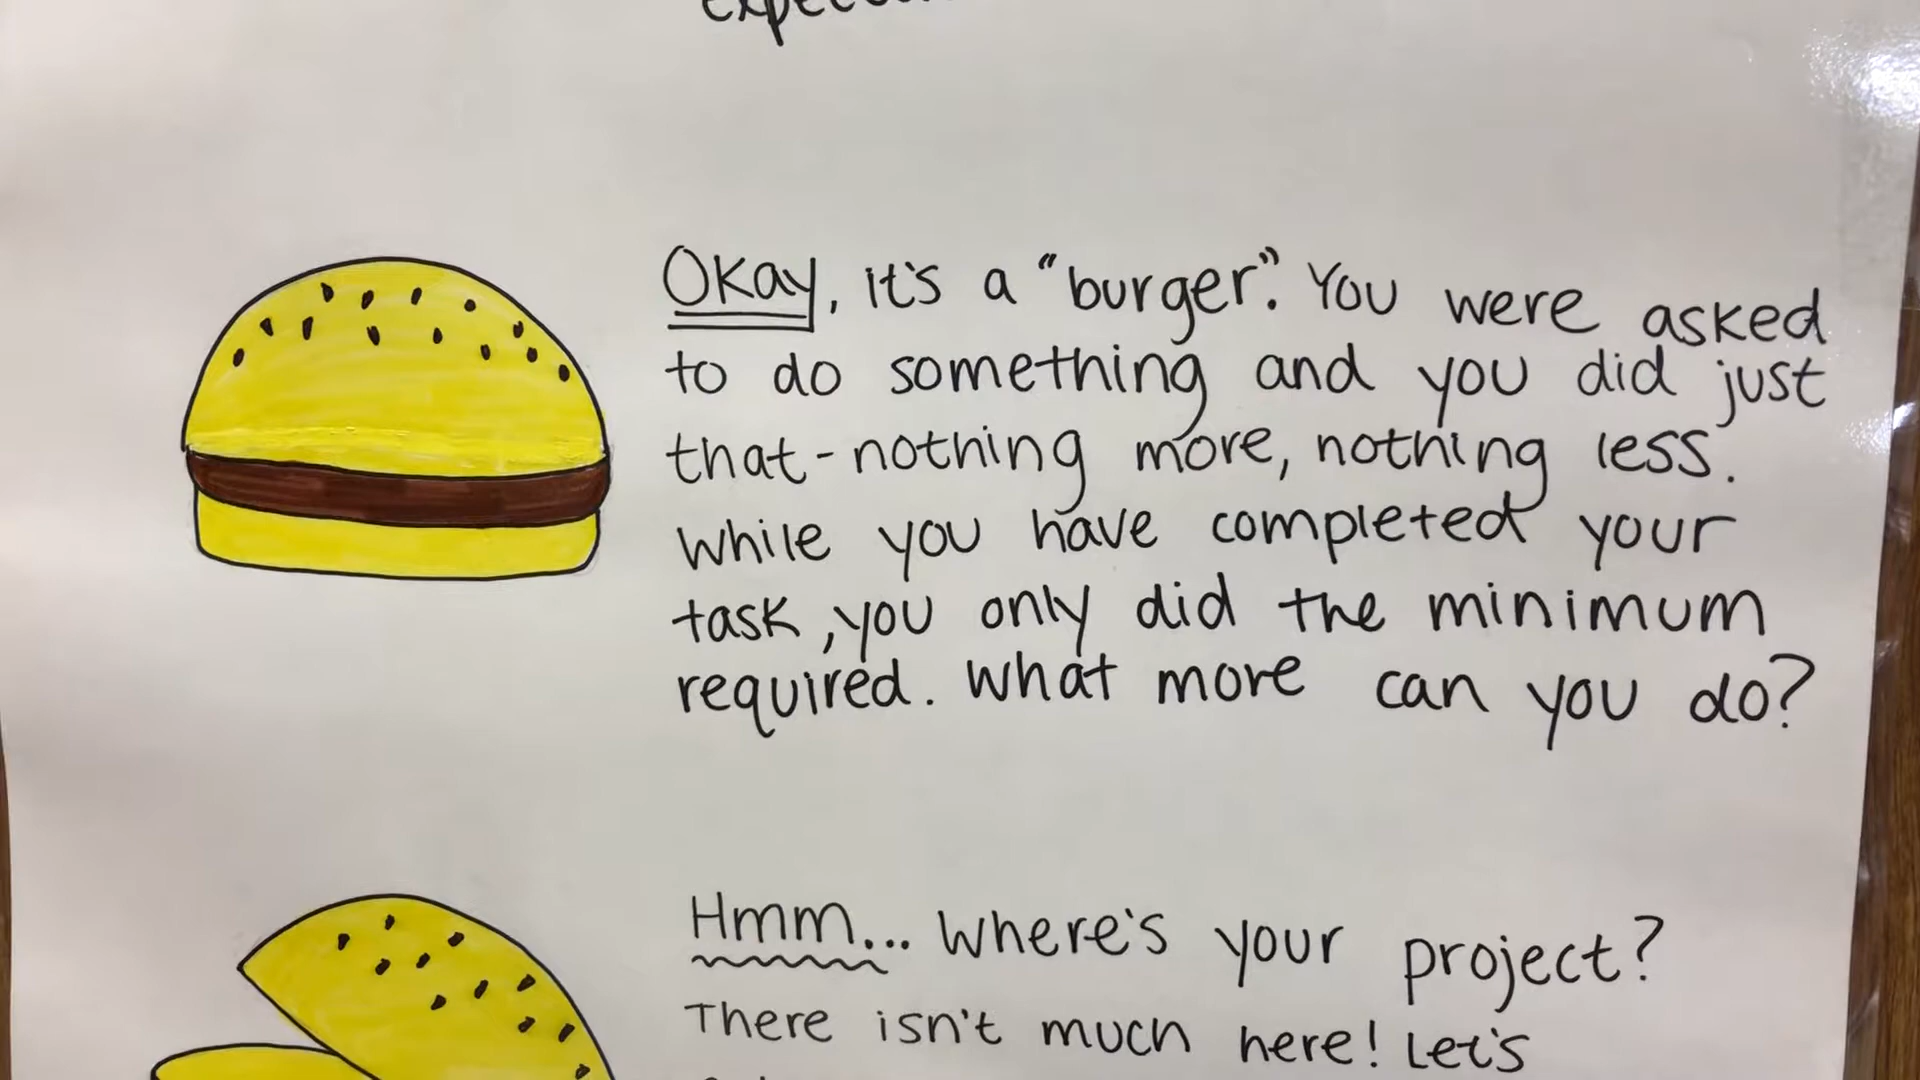 Okay, it's a "burger". You were asked
to do something and you did just
that - nothing more, nothing less.
While you have completed your
task, you only did the minimum
required. What more can you do?
Hmm... Where's your project?
There isn't much here! Let's